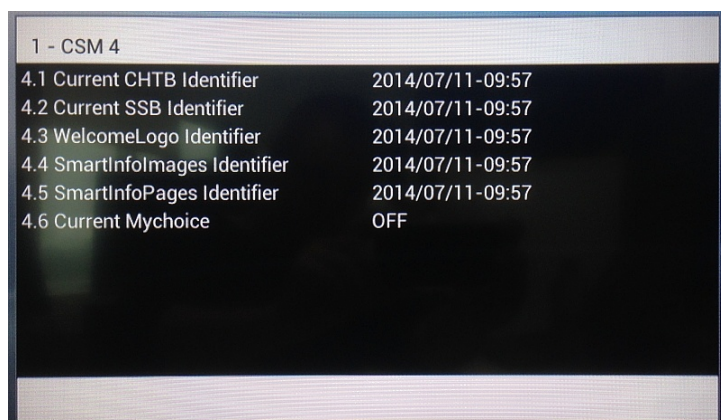 1 - CSM 4
4.1 Current CHTB Identifier 2014/07/11-09:57
4.2 Current SSB Identifier 2014/07/11-09:57
4.3 WelcomeLogo Identifier 2014/07/11-09:57
4.4 SmartInfoImages Identifier 2014/07/11-09:57
4.5 SmartInfoPages Identifier 2014/07/11-09:57
4.6 Current Mychoice OFF